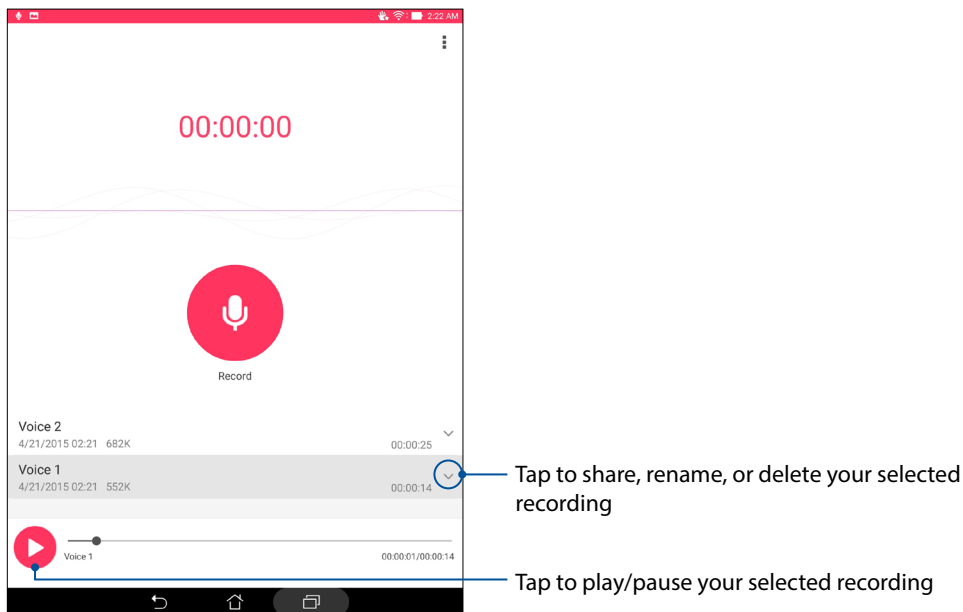 2:22 AM
00:00:00
Record
Voice 2
4/21/2015 02:21 682K
00:00:25
Voice 1
4/21/2015 02:21 552K
00:00:14
Tap to share, rename, or delete your selected
recording
Voice 1
00:00:01/00:00:14
Tap to play/pause your selected recording